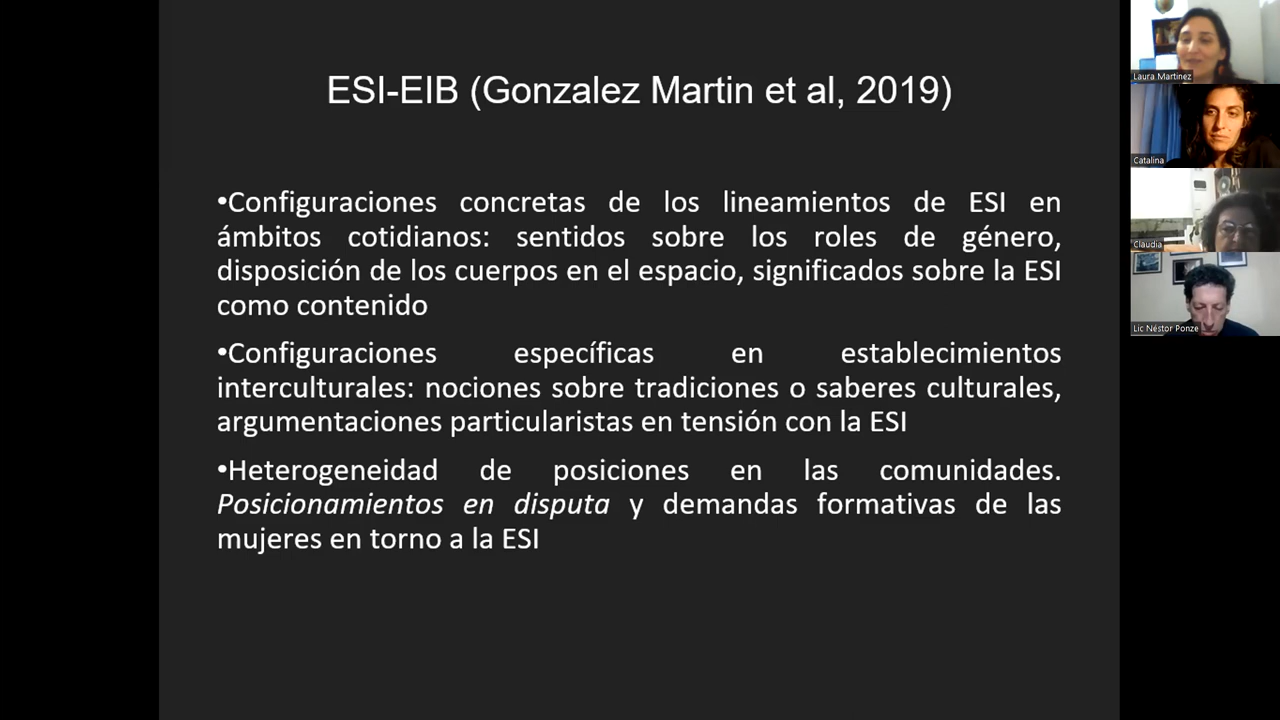 ESI-EIB (Gonzalez Martin et al, 2019)
•Configuraciones concretas de los lineamientos de ESI en
ámbitos cotidianos: sentidos sobre los roles de género,
disposición de los cuerpos en el espacio, significados sobre la ESI
como contenido
•Configuraciones específicas en establecimientos
interculturales: nociones sobre tradiciones o saberes culturales,
argumentaciones particularistas en tensión con la ESI
•Heterogeneidad de posiciones en las comunidades.
Posicionamientos en disputa y demandas formativas de las
mujeres en torno a la ESI
Laura Martinez
Catalina
Claudia
Lic Néstor Ponze